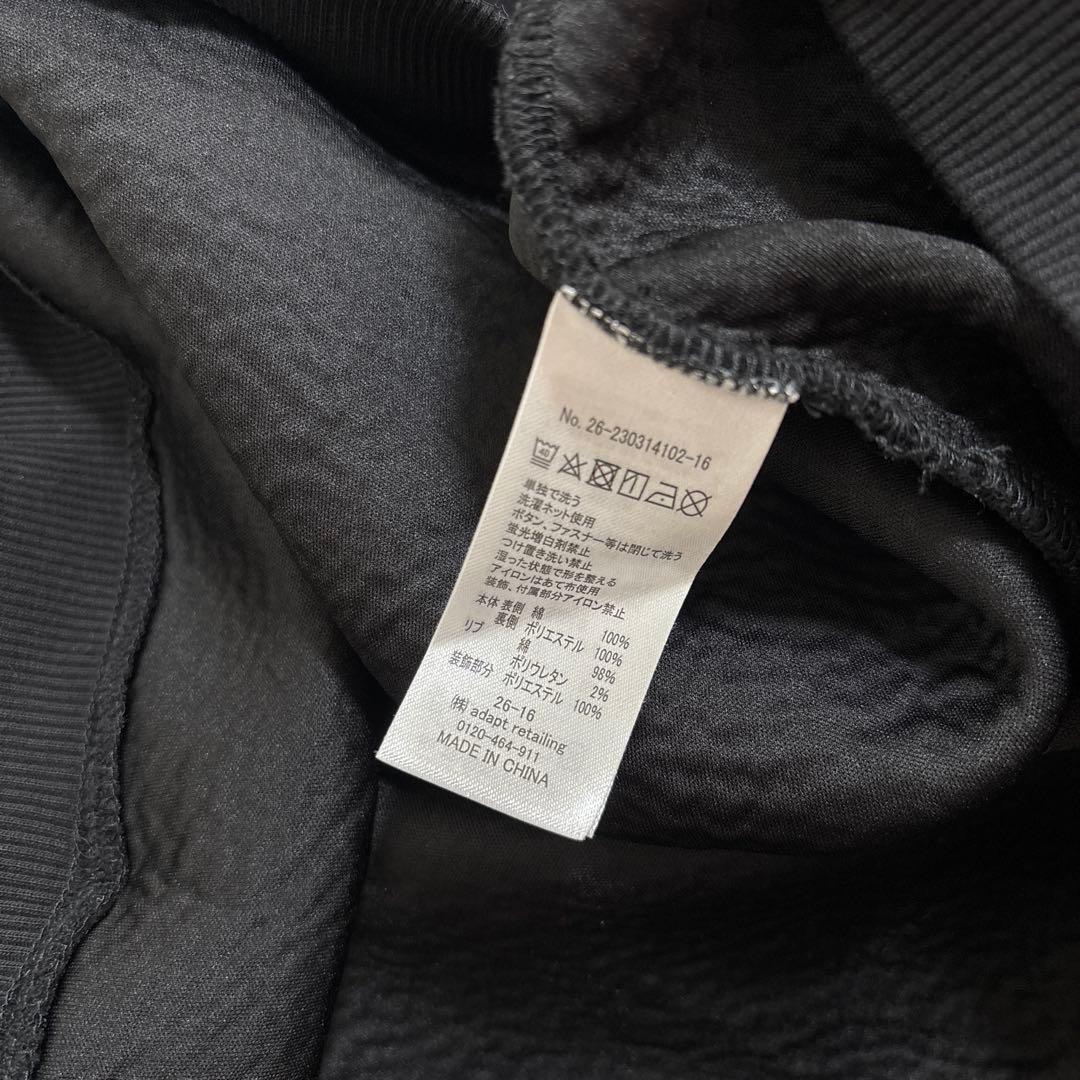 No. 26-230314102-16
40
単独で洗う
洗濯ネット使用
ボタン、ファスナー等は閉じて洗う
蛍光増白剤禁止
つけ置き洗い禁止
湿った状態で形を整える
アイロンはあて布使用
装飾、付属部分アイロン禁止
本体 表側 綿 100%
裏側 ポリエステル 100%
リブ 綿 98%
ポリウレタン 2%
装飾部分 ポリエステル 100%
26-16
㈱ adapt retailing
0120-464-911
MADE IN CHINA